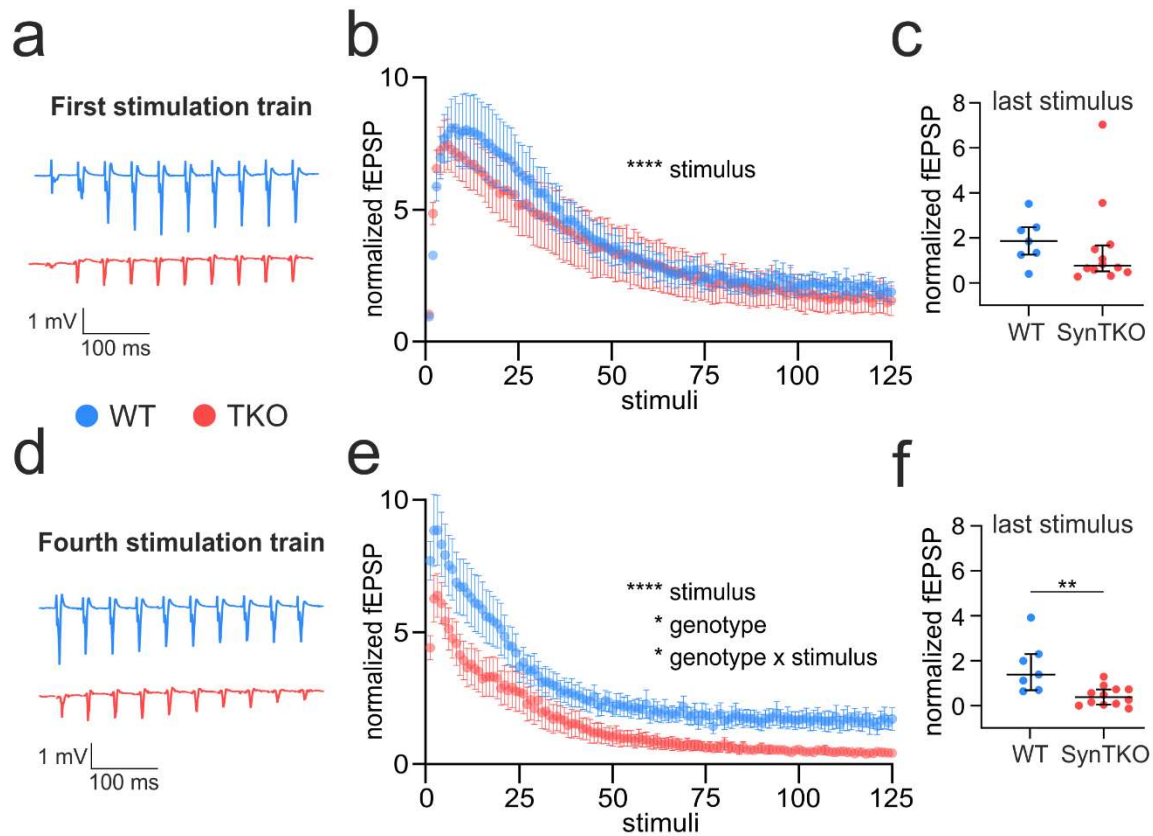 a
First stimulation train
1 mV
100 ms
WT
TKO
b
normalized fEPSP
10
5
0
**** stimulus
0 25 50 75 100 125
stimuli
c
normalized fEPSP
last stimulus
8
6
4
2
0
WT SynTKO
d
Fourth stimulation train
1 mV
100 ms
e
normalized fEPSP
10
5
0
**** stimulus
* genotype
* genotype x stimulus
0 25 50 75 100 125
stimuli
f
normalized fEPSP
last stimulus
8
6
4
2
0
**
WT SynTKO